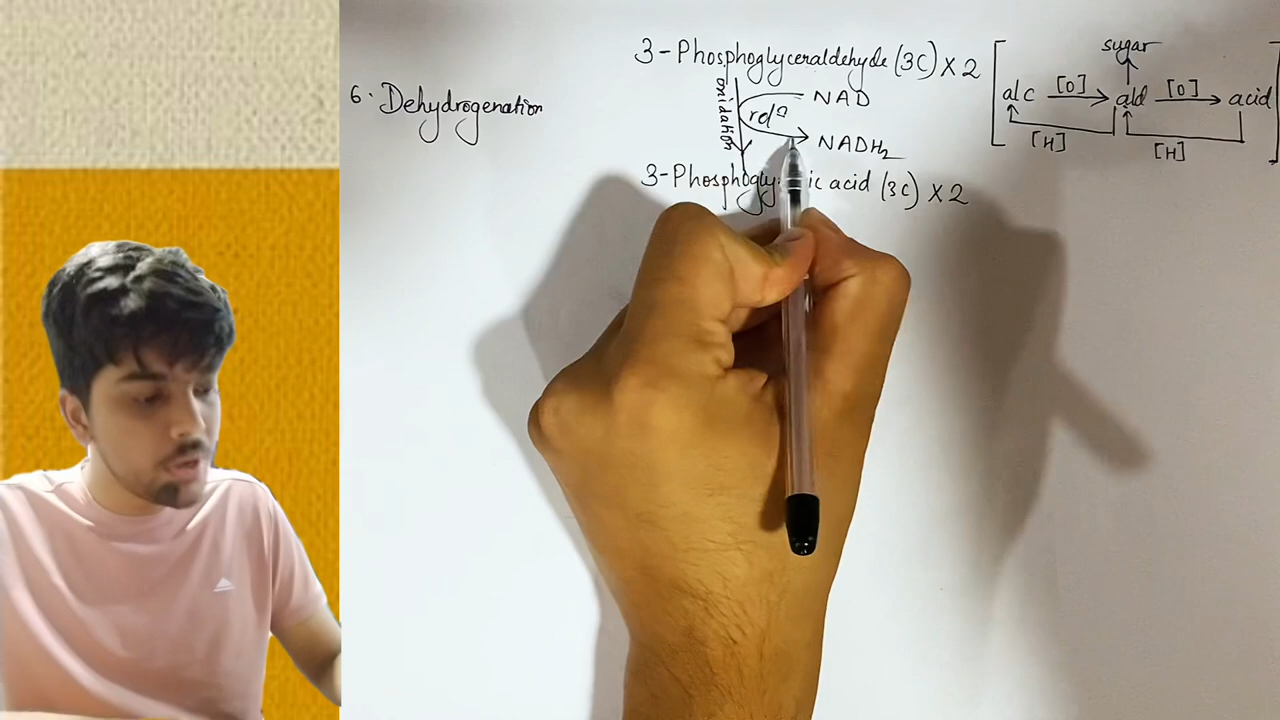 6. Dehydrogenation
3-Phosphoglyceraldehyde (3C) X 2
oxidation
NAD
redⁿ
NADH₂
3-Phosphogly ic acid (3C) X 2
sugar
alc [O] ald [O] acid
[H] [H]